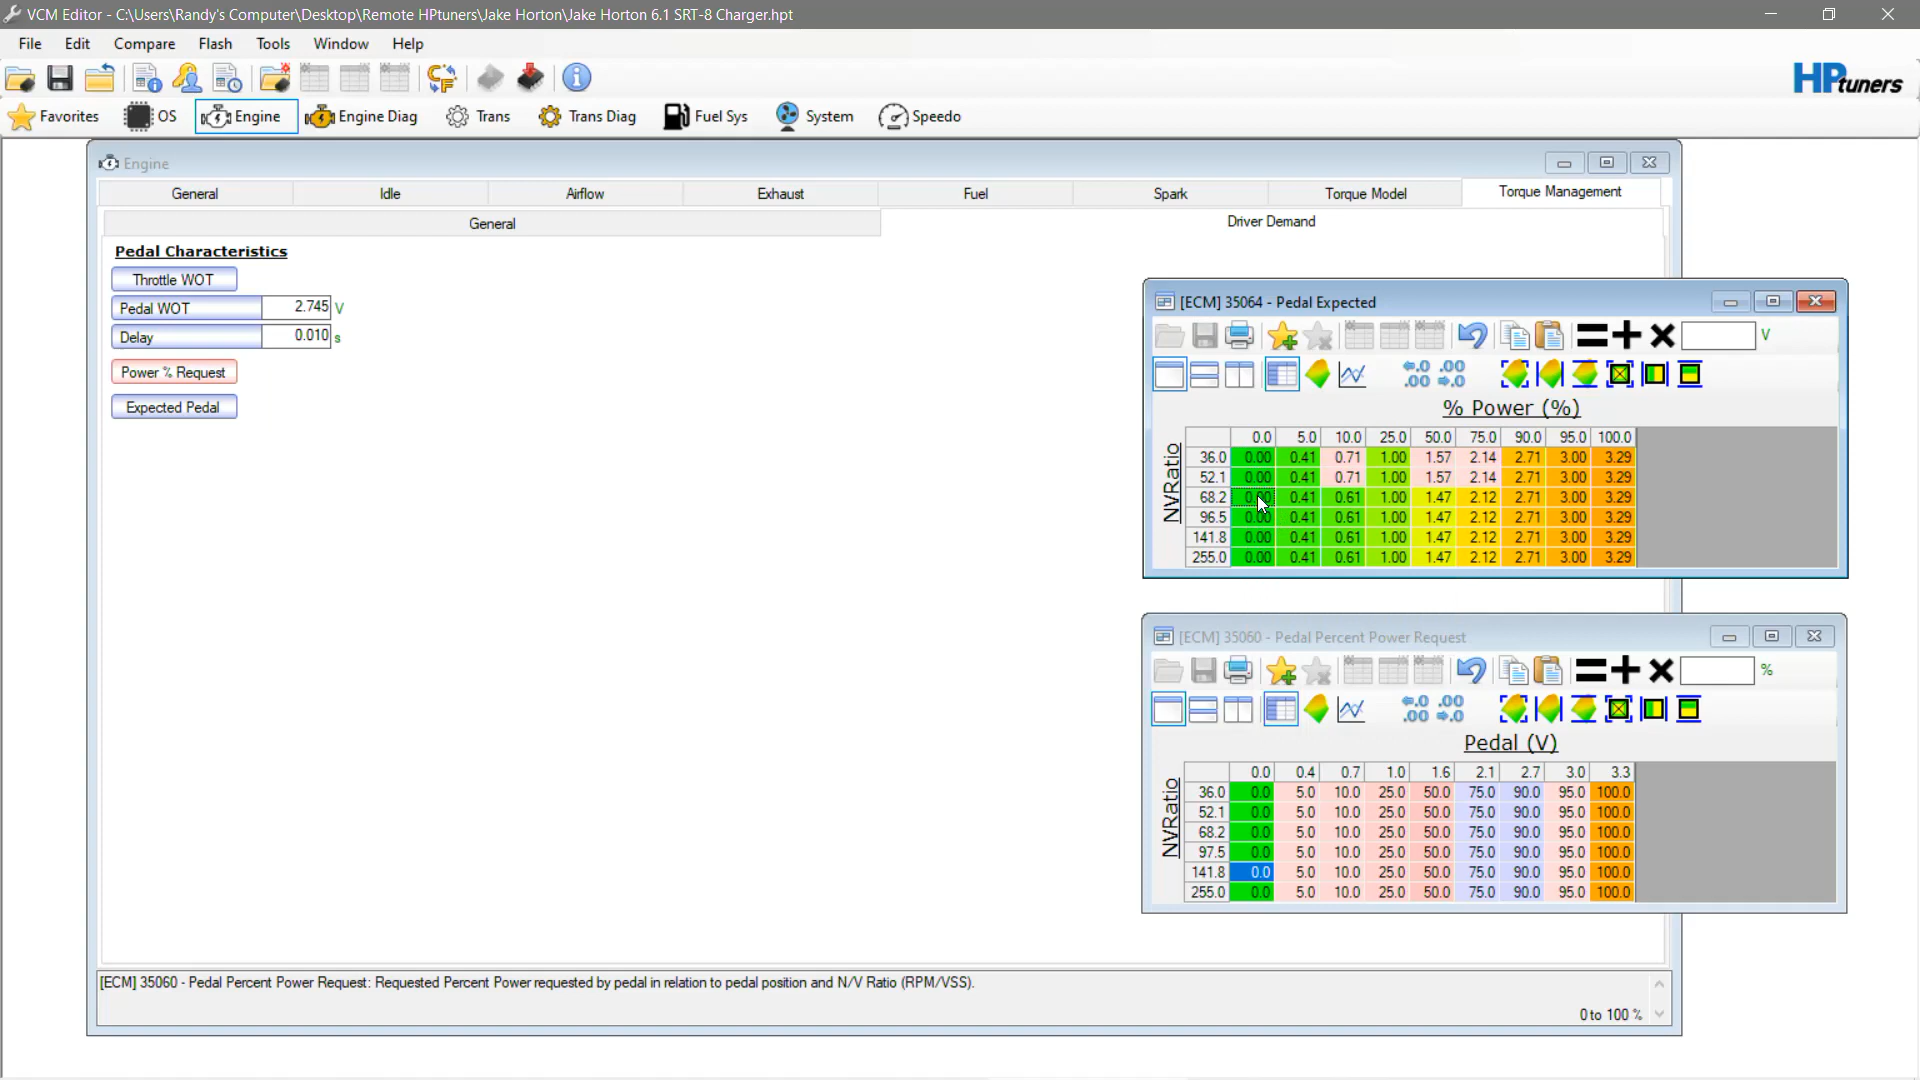 VCM Editor - C:\Users\Randy's Computer\Desktop\Remote HPtuners\Jake Horton\Jake Horton 6.1 SRT-8 Charger.hpt
File Edit Compare Flash Tools Window Help
HPtuners
Favorites OS Engine Engine Diag Trans Trans Diag Fuel Sys System Speedo
Engine
General Idle Airflow Exhaust Fuel Spark Torque Model Torque Management
General Driver Demand
Pedal Characteristics
Throttle WOT
Pedal WOT 2.745 V
Delay 0.010 s
Power % Request
Expected Pedal
[ECM] 35064 - Pedal Expected
V
←.0 .00
.00 →.0
% Power (%)
NVRatio
0.0 5.0 10.0 25.0 50.0 75.0 90.0 95.0 100.0
36.0 0.00 0.41 0.71 1.00 1.57 2.14 2.71 3.00 3.29
52.1 0.00 0.41 0.71 1.00 1.57 2.14 2.71 3.00 3.29
68.2 0.00 0.41 0.61 1.00 1.47 2.12 2.71 3.00 3.29
96.5 0.00 0.41 0.61 1.00 1.47 2.12 2.71 3.00 3.29
141.8 0.00 0.41 0.61 1.00 1.47 2.12 2.71 3.00 3.29
255.0 0.00 0.41 0.61 1.00 1.47 2.12 2.71 3.00 3.29
[ECM] 35060 - Pedal Percent Power Request
%
←.0 .00
.00 →.0
Pedal (V)
NVRatio
0.0 0.4 0.7 1.0 1.6 2.1 2.7 3.0 3.3
36.0 0.0 5.0 10.0 25.0 50.0 75.0 90.0 95.0 100.0
52.1 0.0 5.0 10.0 25.0 50.0 75.0 90.0 95.0 100.0
68.2 0.0 5.0 10.0 25.0 50.0 75.0 90.0 95.0 100.0
97.5 0.0 5.0 10.0 25.0 50.0 75.0 90.0 95.0 100.0
141.8 0.0 5.0 10.0 25.0 50.0 75.0 90.0 95.0 100.0
255.0 0.0 5.0 10.0 25.0 50.0 75.0 90.0 95.0 100.0
[ECM] 35060 - Pedal Percent Power Request: Requested Percent Power requested by pedal in relation to pedal position and N/V Ratio (RPM/VSS).
0 to 100 %